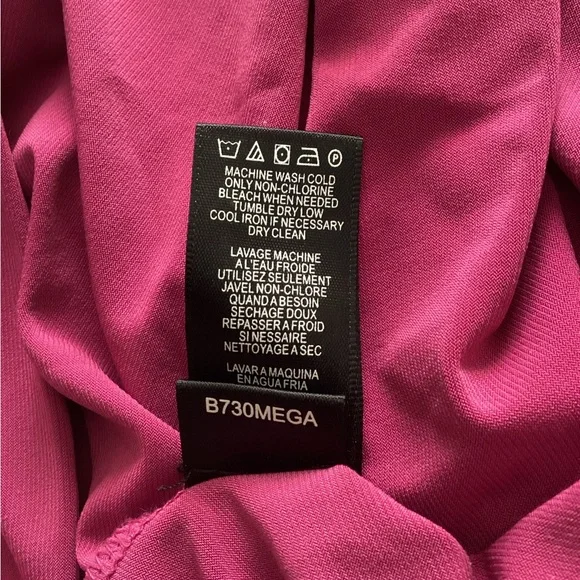 P
MACHINE WASH COLD
ONLY NON-CHLORINE
BLEACH WHEN NEEDED
TUMBLE DRY LOW
COOL IRON IF NECESSARY
DRY CLEAN
LAVAGE MACHINE
A L'EAU FROIDE
UTILISEZ SEULEMENT
JAVEL NON-CHLORE
QUAND A BESOIN
SECHAGE DOUX
REPASSER A FROID
SI NESSAIRE
NETTOYAGE A SEC
LAVAR A MAQUINA
EN AGUA FRIA
B730MEGA